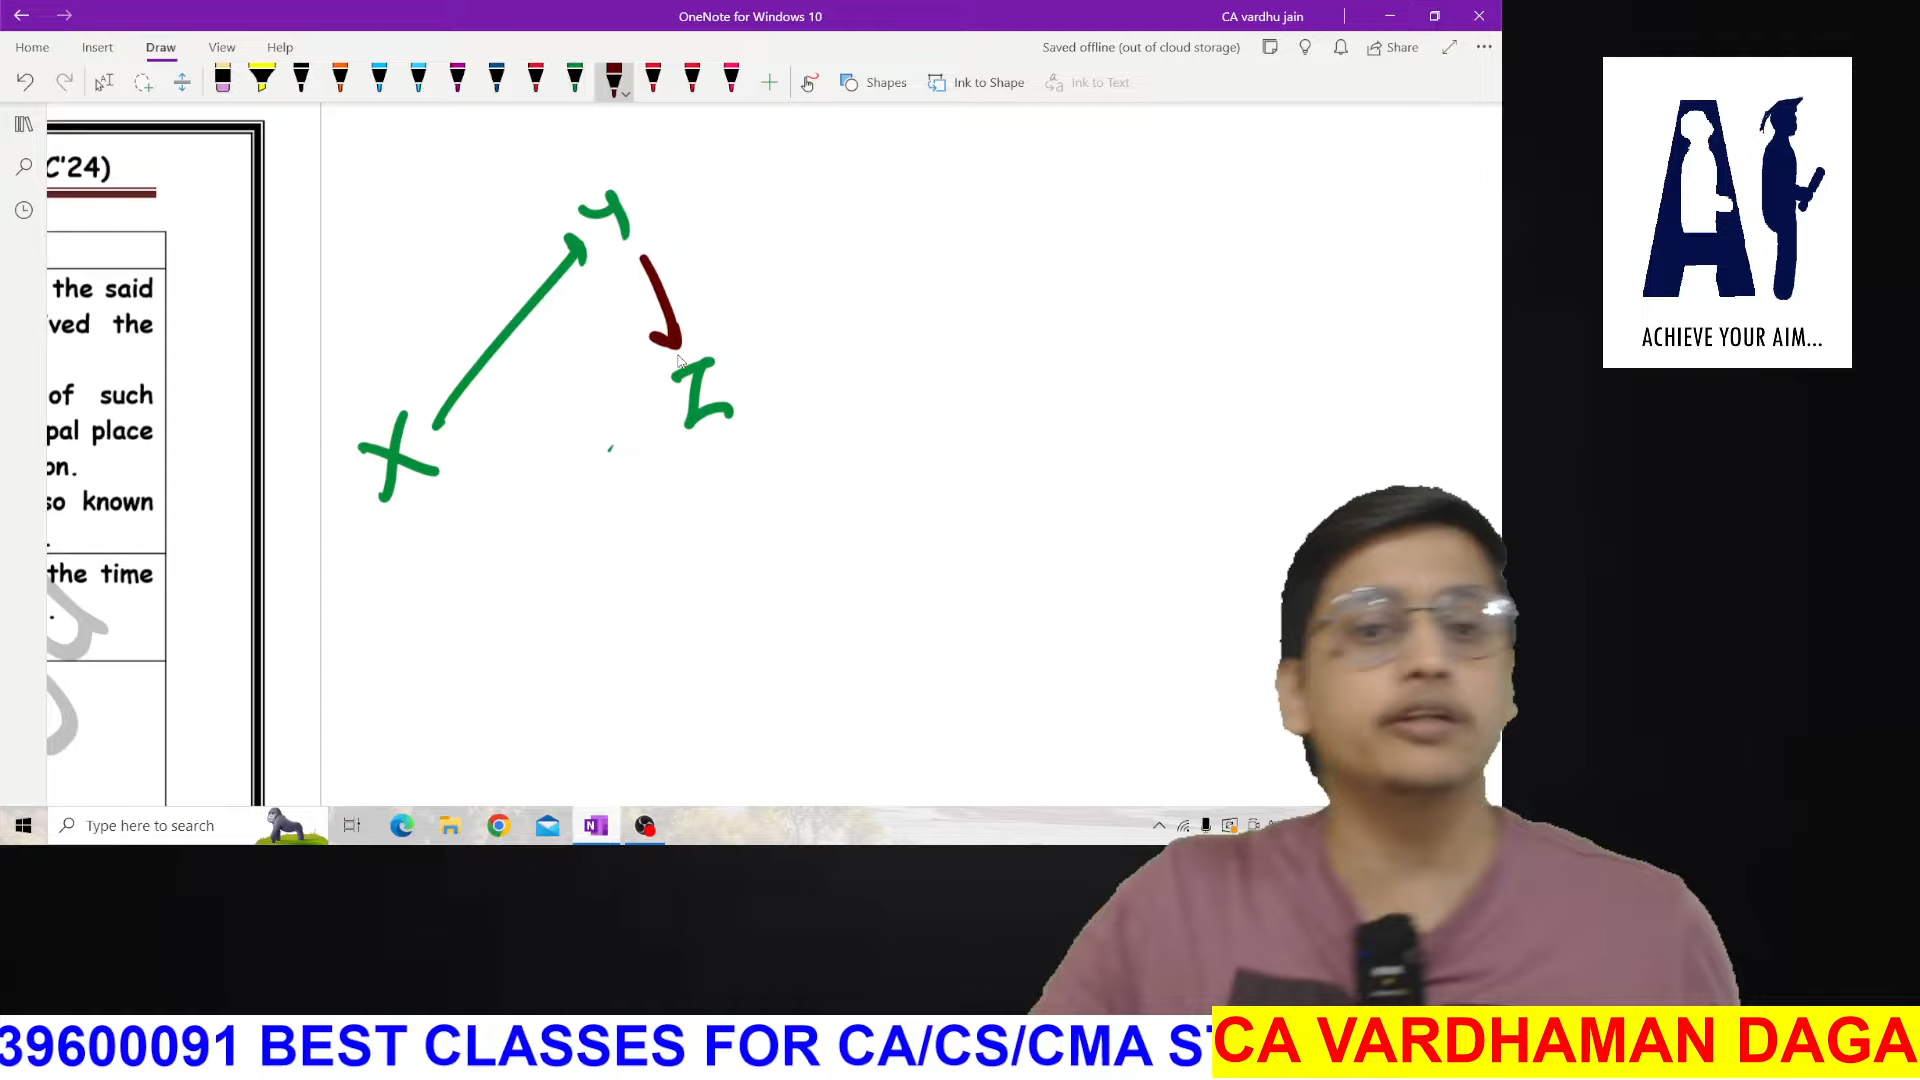 OneNote for Windows 10
CA vardhu jain
Home Insert Draw View Help
Saved offline (out of cloud storage)
Share
Shapes
Ink to Shape
Ink to Text
C'24)
the said
ved the
of such
pal place
on.
so known
.
the time
.
Y
X
Z
ACHIEVE YOUR AIM...
Type here to search
39600091 BEST CLASSES FOR CA/CS/CMA S
CA VARDHAMAN DAGA